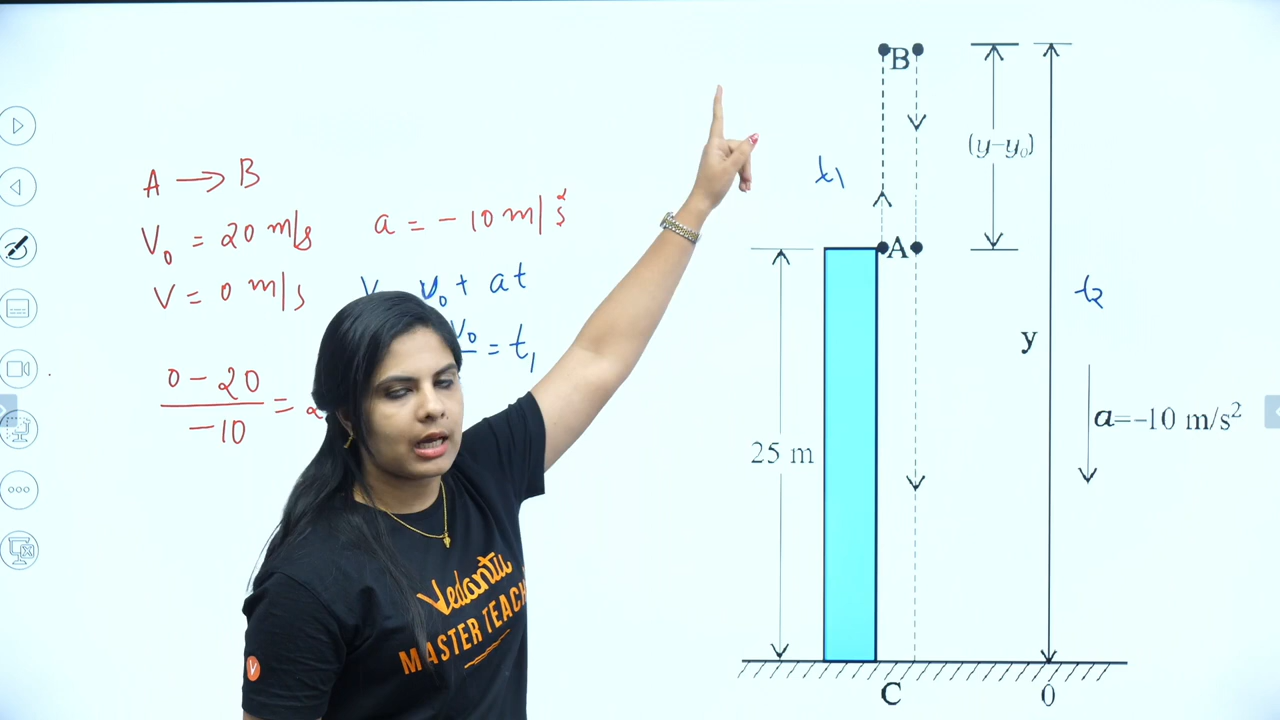 A → B
V₀ = 20 m/s
a = -10 m/s²
V = 0 m/s
V₀ + at
V₀ = t₁
0 - 20
-10
=
t₁
B
(y-y₀)
A
t₂
y
25 m
a=-10 m/s²
C
0
Vedantu
MASTER TEACH
V